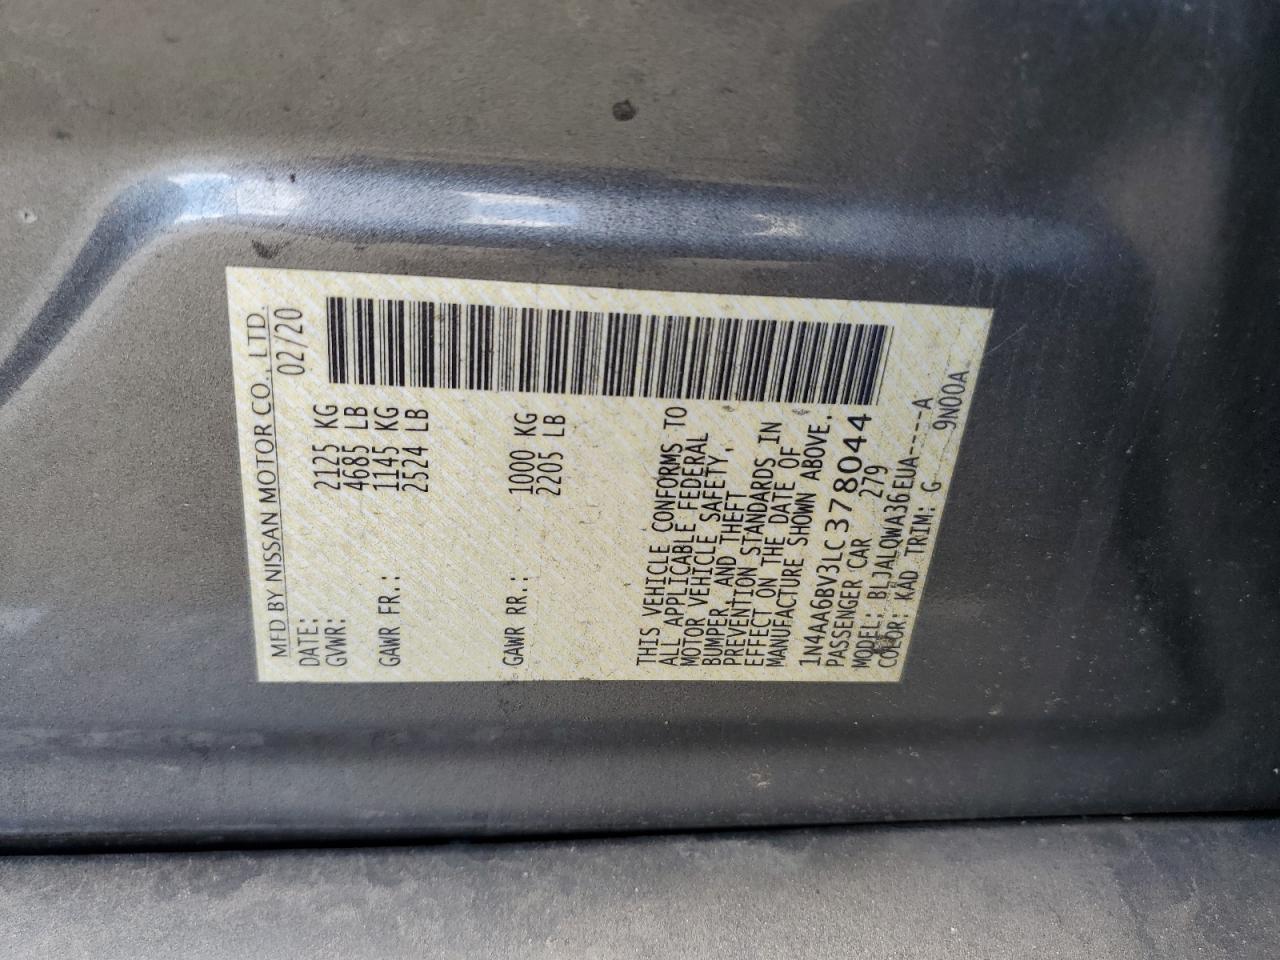 MFD BY NISSAN MOTOR CO., LTD.
DATE: 02/20
GVWR: 2125 KG
4685 LB
GAWR FR.: 1145 KG
2524 LB
GAWR RR.: 1000 KG
2205 LB
THIS VEHICLE CONFORMS TO
ALL APPLICABLE FEDERAL
MOTOR VEHICLE SAFETY,
BUMPER, AND THEFT
PREVENTION STANDARDS IN
EFFECT ON THE DATE OF
MANUFACTURE SHOWN ABOVE.
1N4AA6BV3LC378044
PASSENGER CAR 279
MODEL: BLJALQWA36EUA-----A
COLOR: KAD TRIM: G 9N00A